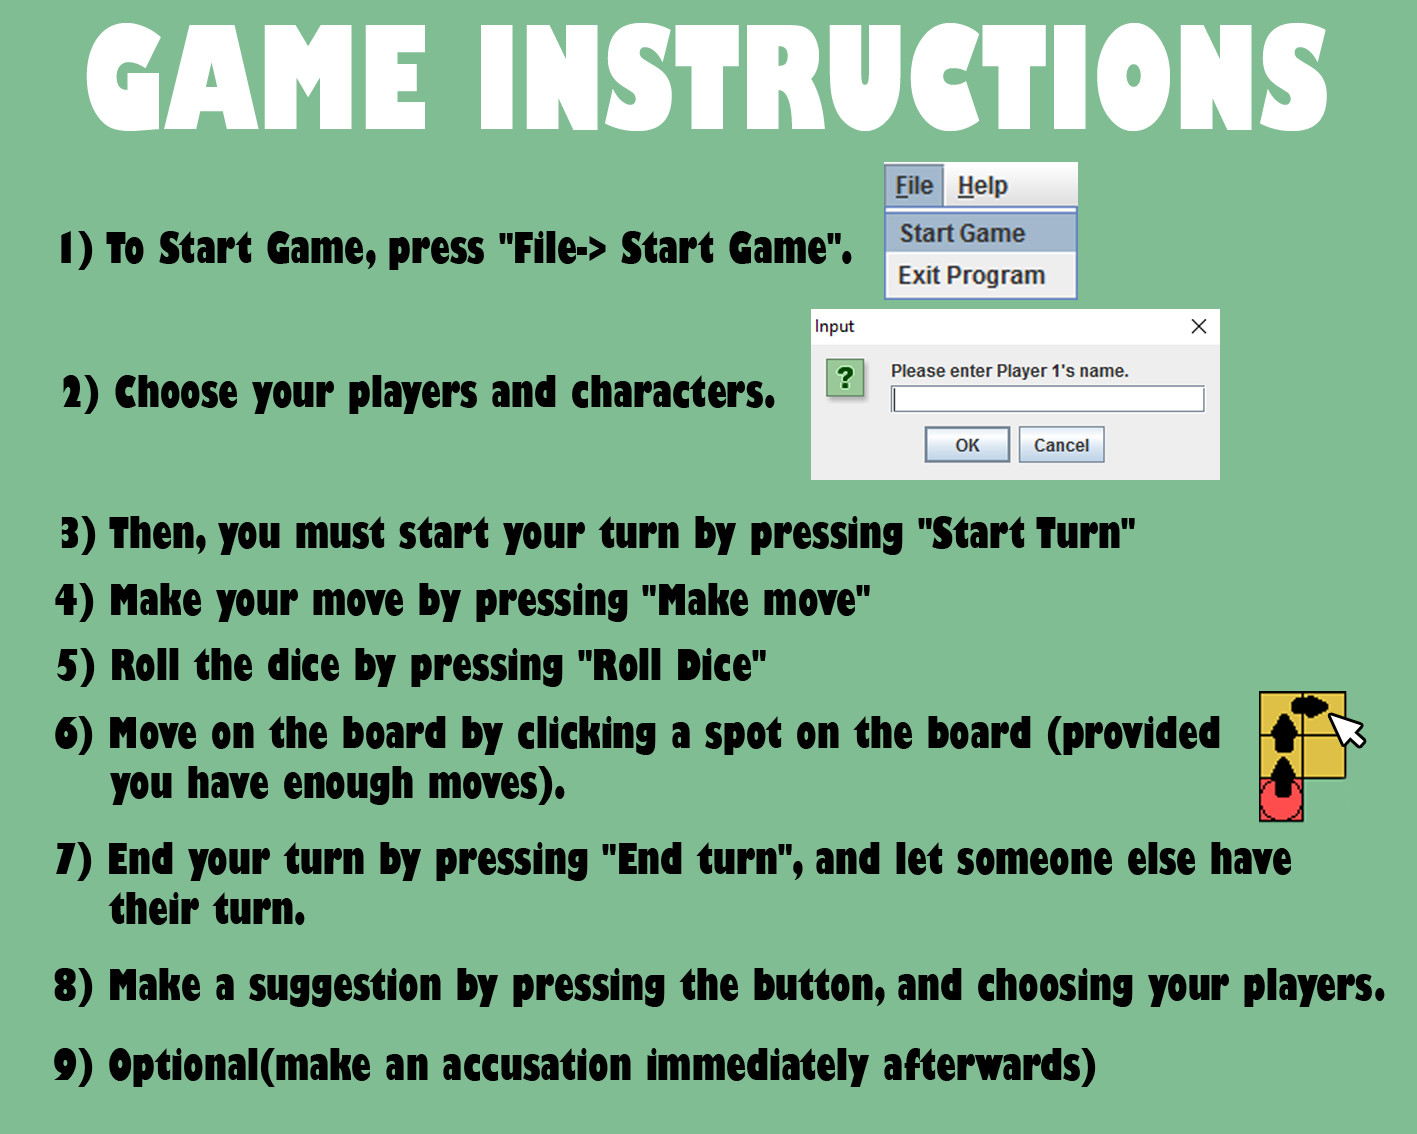 GAME INSTRUCTIONS
1) To Start Game, press "File-> Start Game".
File Help
Start Game
Exit Program
2) Choose your players and characters.
Input
?
Please enter Player 1's name.
OK Cancel
3) Then, you must start your turn by pressing "Start Turn"
4) Make your move by pressing "Make move"
5) Roll the dice by pressing "Roll Dice"
6) Move on the board by clicking a spot on the board (provided
you have enough moves).
7) End your turn by pressing "End turn", and let someone else have
their turn.
8) Make a suggestion by pressing the button, and choosing your players.
9) Optional(make an accusation immediately afterwards)